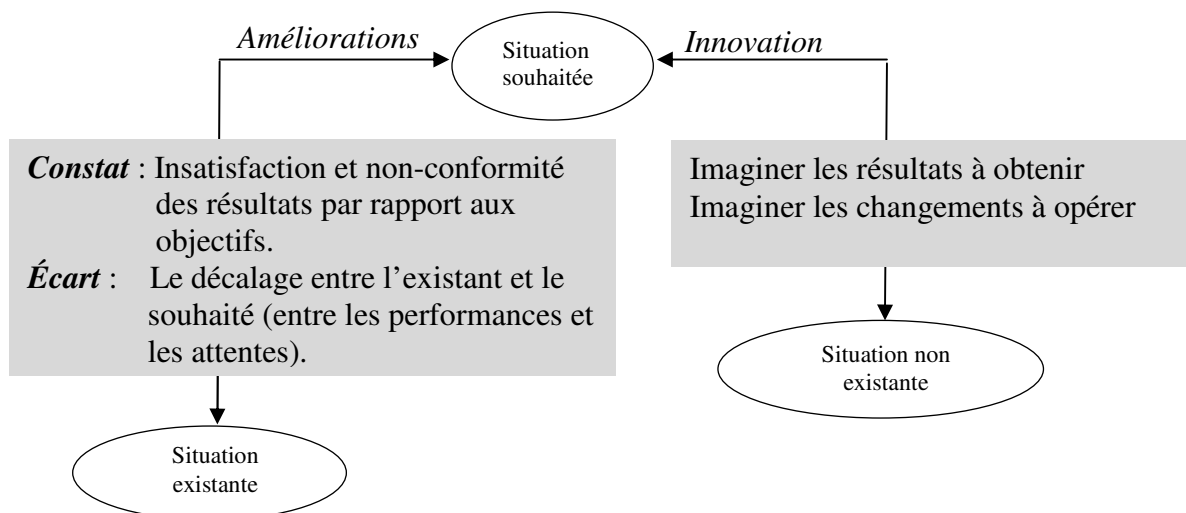 Améliorations
Situation
souhaitée
Innovation
Constat : Insatisfaction et non-conformité
des résultats par rapport aux
objectifs.
Écart : Le décalage entre l’existant et le
souhaité (entre les performances et
les attentes).
Imaginer les résultats à obtenir
Imaginer les changements à opérer
Situation non
existante
Situation
existante